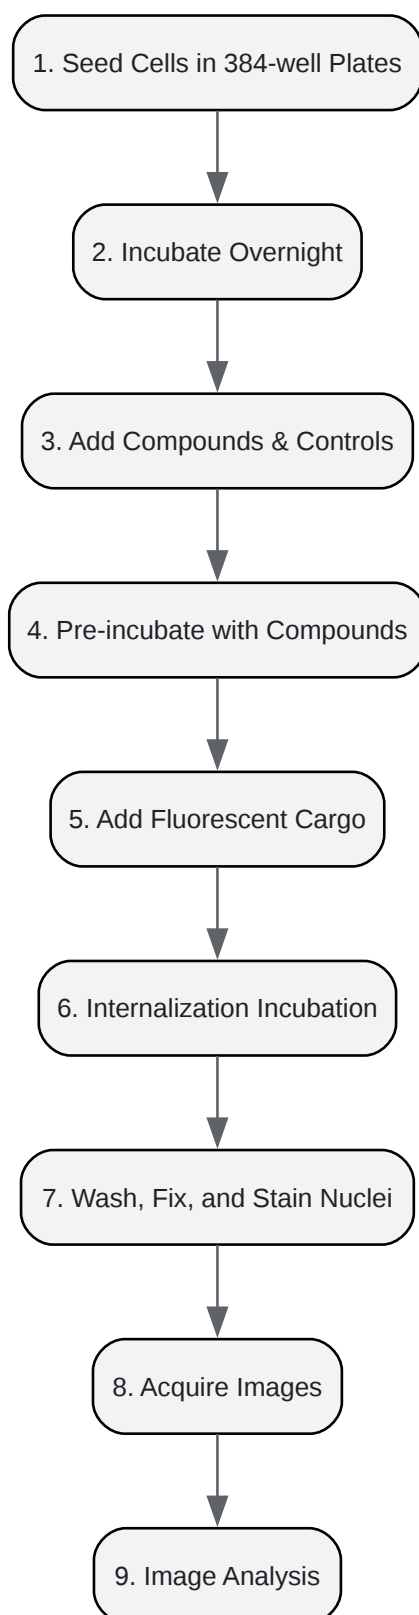 1. Seed Cells in 384-well Plates
2. Incubate Overnight
3. Add Compounds & Controls
4. Pre-incubate with Compounds
5. Add Fluorescent Cargo
6. Internalization Incubation
7. Wash, Fix, and Stain Nuclei
8. Acquire Images
9. Image Analysis